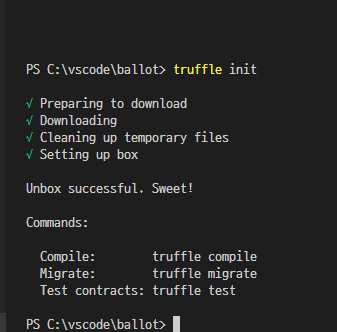 PS C:\vscode\ballot> truffle init
√ Preparing to download
√ Downloading
√ Cleaning up temporary files
√ Setting up box
Unbox successful. Sweet!
Commands:
Compile: truffle compile
Migrate: truffle migrate
Test contracts: truffle test
PS C:\vscode\ballot>